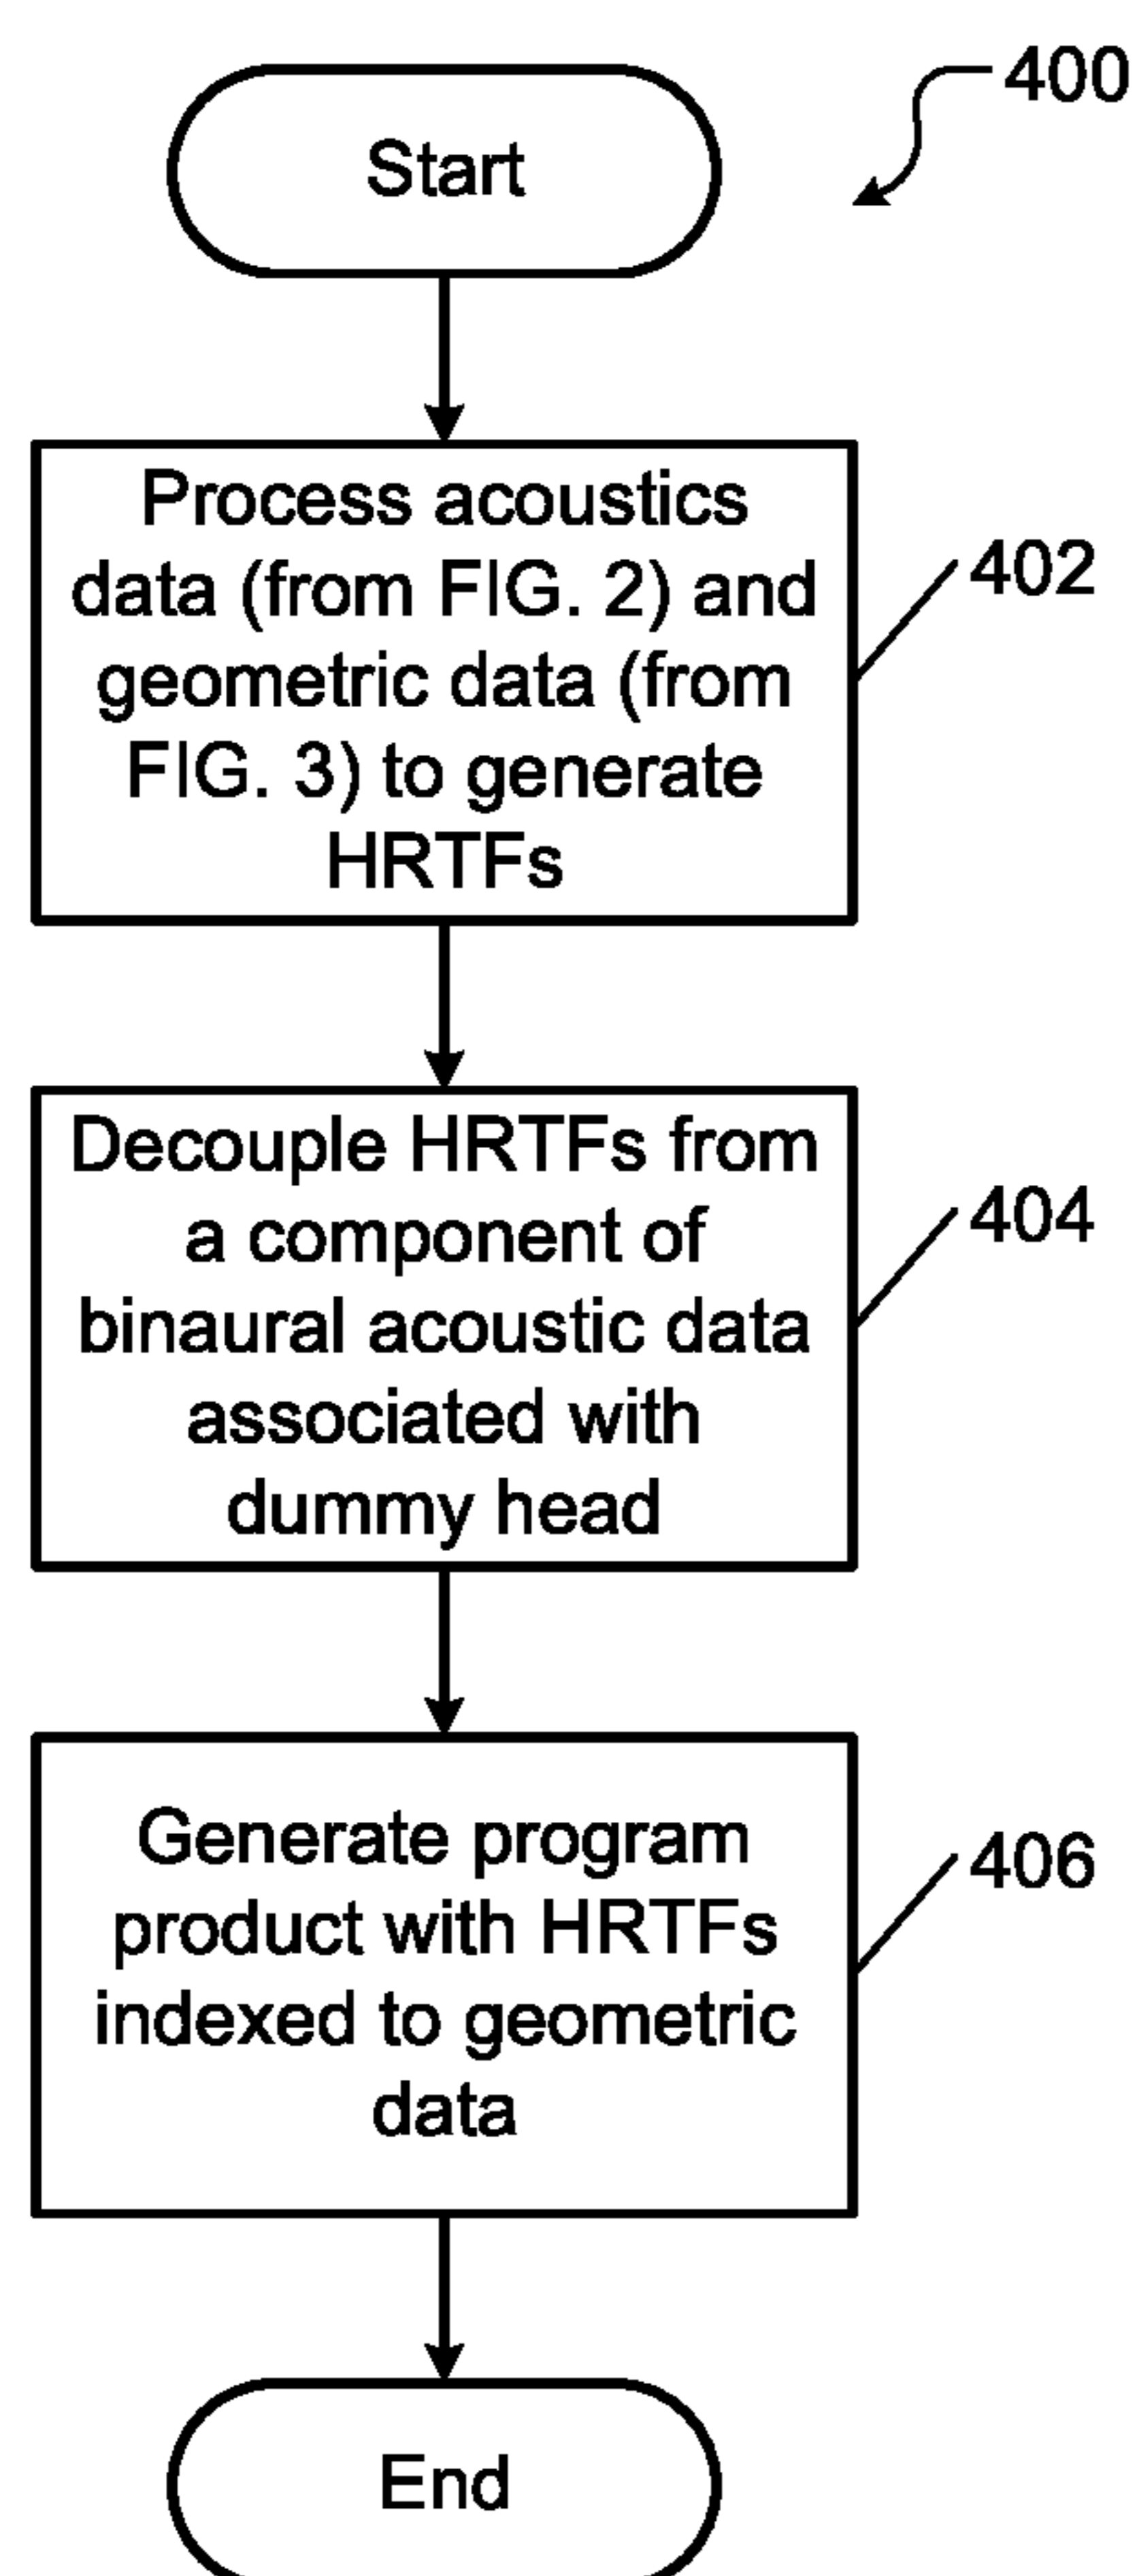 400
Start
Process acoustics
data (from FIG. 2) and
geometric data (from
FIG. 3) to generate
HRTFs
402
Decouple HRTFs from
a component of
binaural acoustic data
associated with
dummy head
404
Generate program
product with HRTFs
indexed to geometric
data
406
End